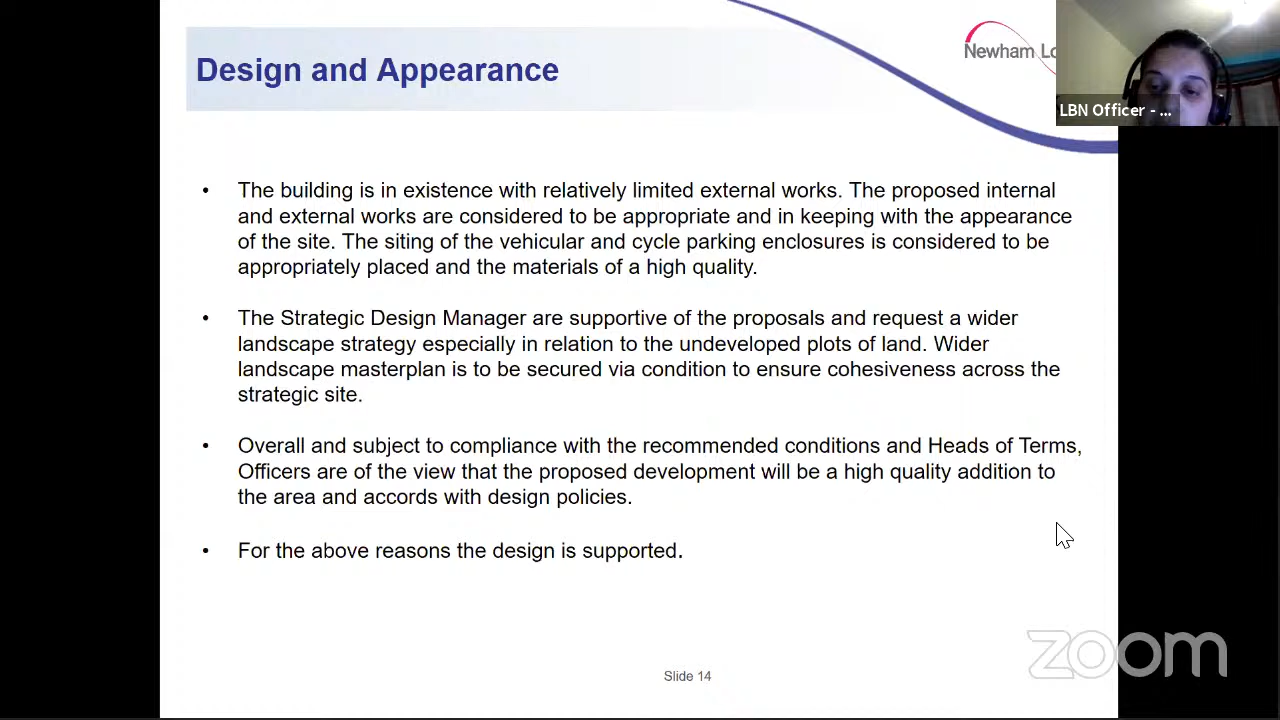 Design and Appearance
Newham Lo
LBN Officer - ...
• The building is in existence with relatively limited external works. The proposed internal
and external works are considered to be appropriate and in keeping with the appearance
of the site. The siting of the vehicular and cycle parking enclosures is considered to be
appropriately placed and the materials of a high quality.
• The Strategic Design Manager are supportive of the proposals and request a wider
landscape strategy especially in relation to the undeveloped plots of land. Wider
landscape masterplan is to be secured via condition to ensure cohesiveness across the
strategic site.
• Overall and subject to compliance with the recommended conditions and Heads of Terms,
Officers are of the view that the proposed development will be a high quality addition to
the area and accords with design policies.
• For the above reasons the design is supported.
Slide 14
zoom